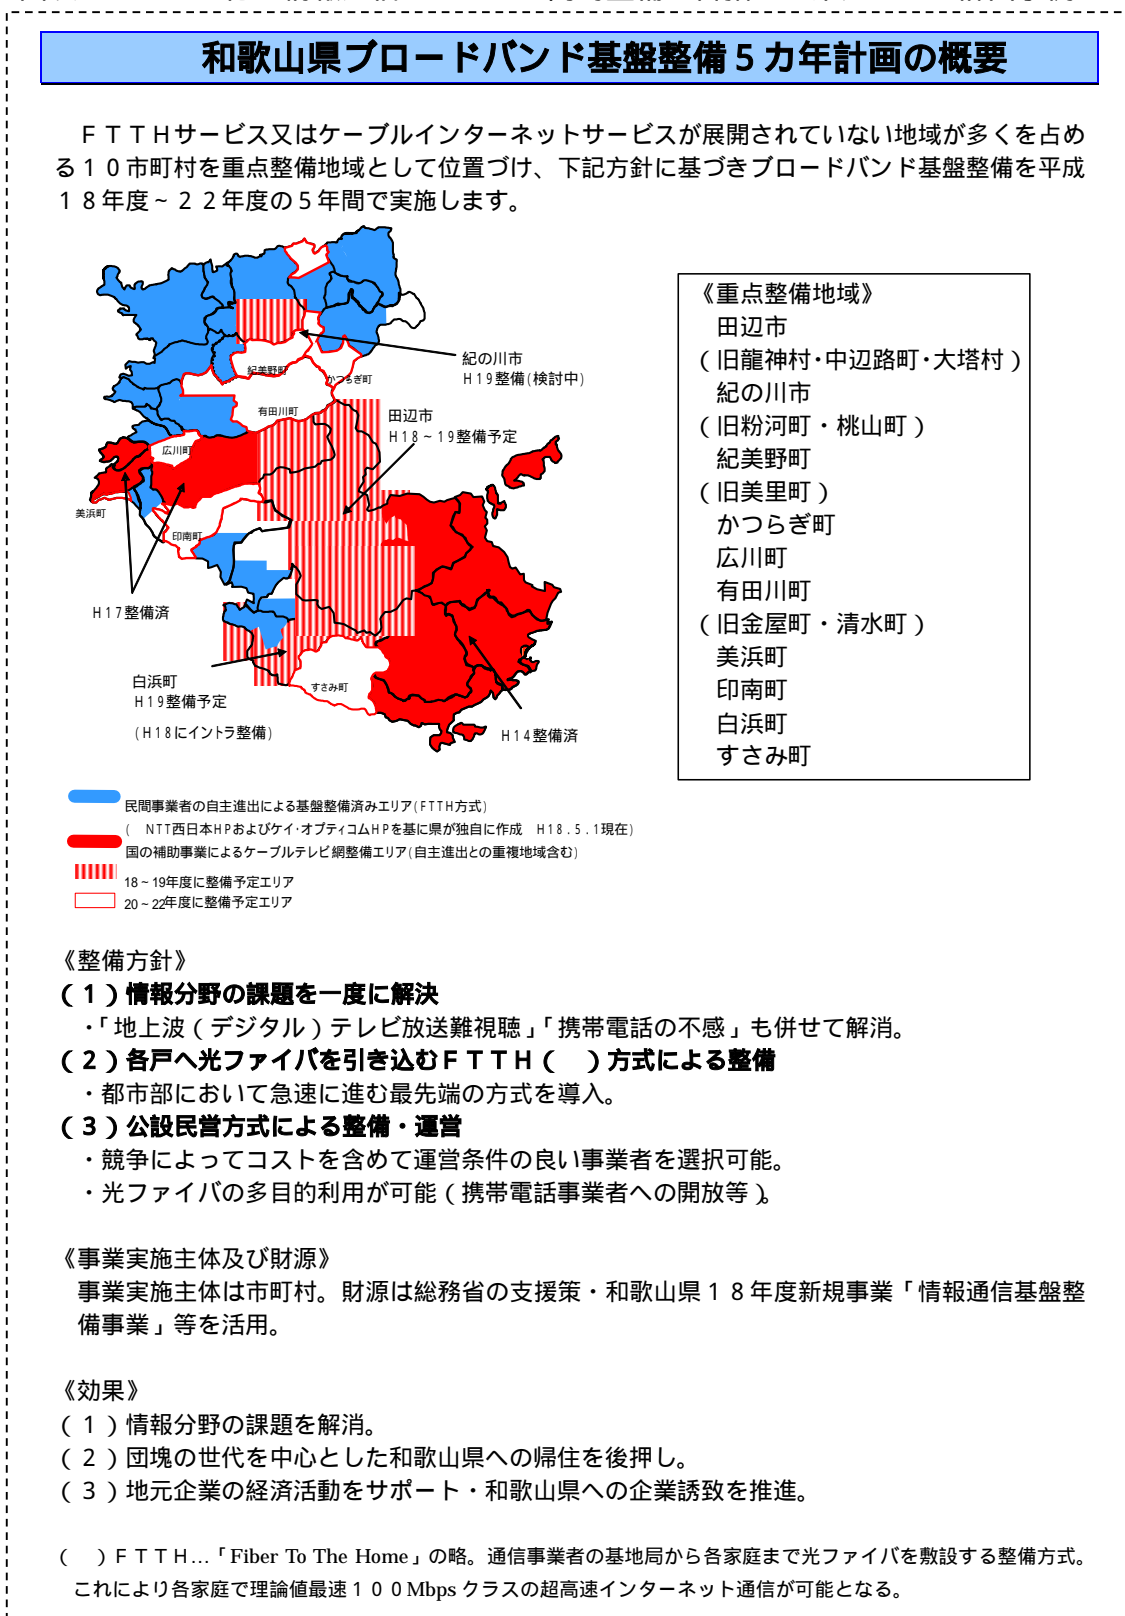 和歌山県ブロードバンド基盤整備5カ年計画の概要
FTTHサービス又はケーブルインターネットサービスが展開されていない地域が多くを占め
る10市町村を重点整備地域として位置づけ、下記方針に基づきブロードバンド基盤整備を平成
18年度~22年度の5年間で実施します。
《重点整備地域》
田辺市
(旧龍神村・中辺路町・大塔村)
紀の川市
(旧粉河町・桃山町)
紀美野町
(旧美里町)
かつらぎ町
広川町
有田川町
(旧金屋町・清水町)
美浜町
印南町
白浜町
すさみ町
紀の川市
H19整備(検討中)
紀美野町
かつらぎ町
有田川町
田辺市
H18~19整備予定
広川町
美浜町
印南町
H17整備済
白浜町
H19整備予定
(H18にイントラ整備)
すさみ町
H14整備済
民間事業者の自主進出による基盤整備済みエリア(FTTH方式)
( NTT西日本HPおよびケイ・オプティコムHPを基に県が独自に作成 H18.5.1現在)
国の補助事業によるケーブルテレビ網整備エリア(自主進出との重複地域含む)
18~19年度に整備予定エリア
20~22年度に整備予定エリア
《整備方針》
(1)情報分野の課題を一度に解決
・「地上波(デジタル)テレビ放送難視聴」「携帯電話の不感」も併せて解消。
(2)各戸へ光ファイバを引き込むFTTH( )方式による整備
・都市部において急速に進む最先端の方式を導入。
(3)公設民営方式による整備・運営
・競争によってコストを含めて運営条件の良い事業者を選択可能。
・光ファイバの多目的利用が可能(携帯電話事業者への開放等)。
《事業実施主体及び財源》
事業実施主体は市町村。財源は総務省の支援策・和歌山県18年度新規事業「情報通信基盤整
備事業」等を活用。
《効果》
(1)情報分野の課題を解消。
(2)団塊の世代を中心とした和歌山県への帰住を後押し。
(3)地元企業の経済活動をサポート・和歌山県への企業誘致を推進。
( )FTTH…「Fiber To The Home」の略。通信事業者の基地局から各家庭まで光ファイバを敷設する整備方式。
これにより各家庭で理論値最速100Mbpsクラスの超高速インターネット通信が可能となる。